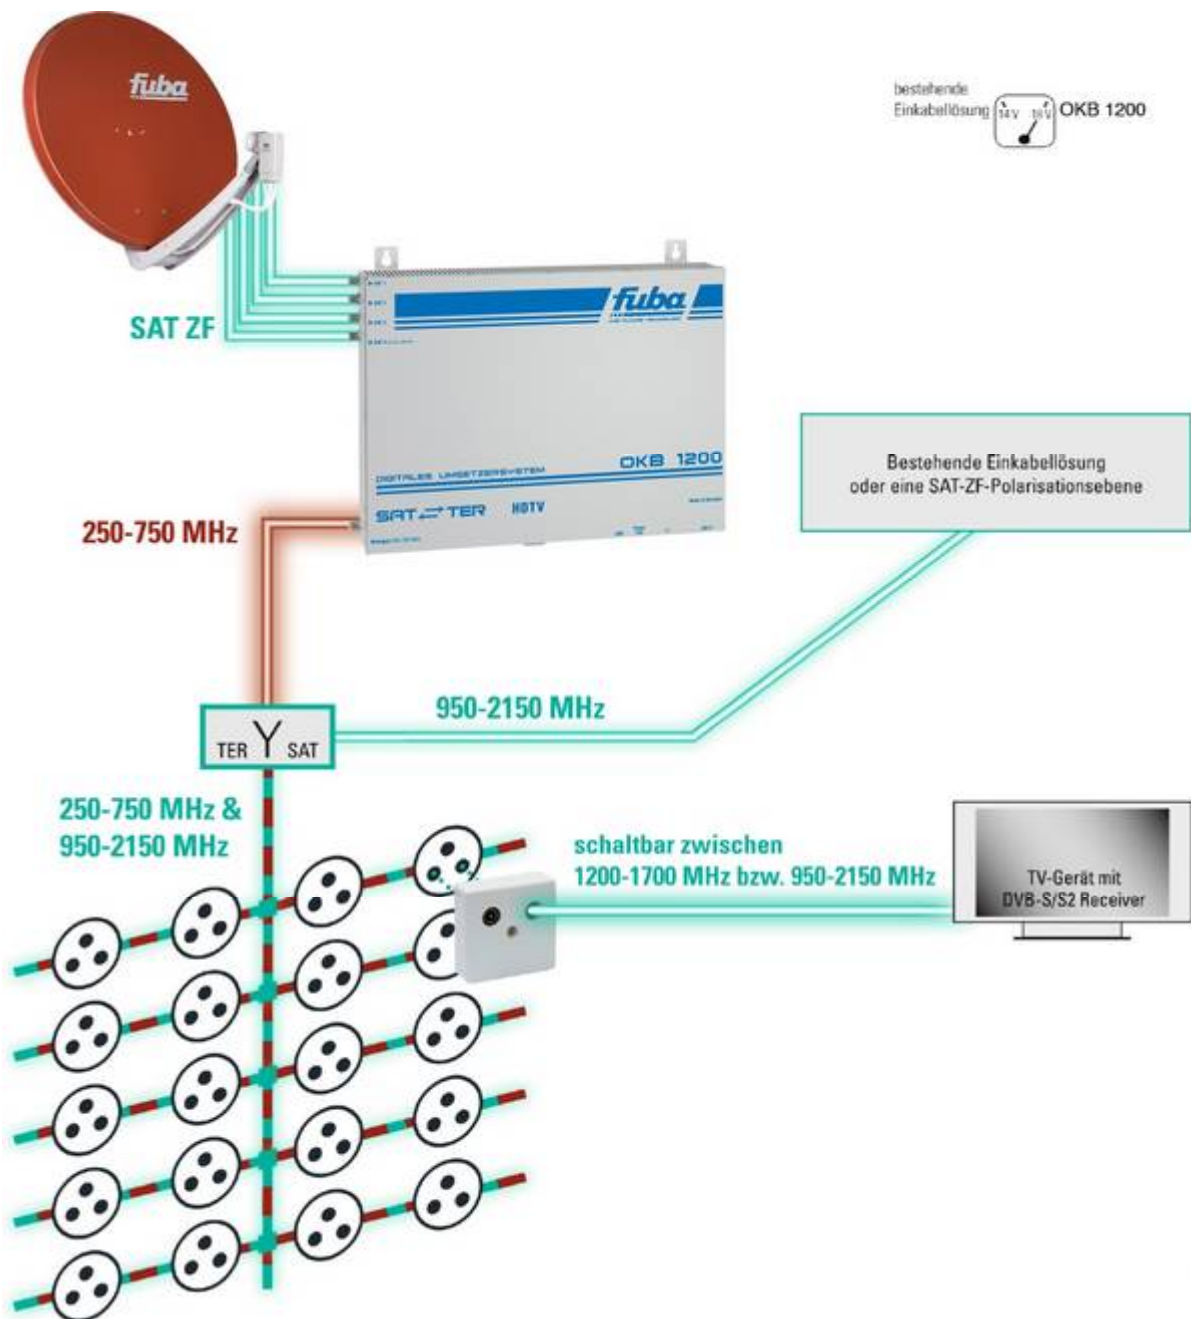 fuba
bestehende
Einkabellösung
14 V
18 V
OKB 1200
SAT ZF
fuba
DIGITALES UMSETZERSYSTEM
OKB 1200
SAT TER
HDTV
Bestehende Einkabellösung
oder eine SAT-ZF-Polarisationsebene
250-750 MHz
950-2150 MHz
TER Y SAT
250-750 MHz &
950-2150 MHz
schaltbar zwischen
1200-1700 MHz bzw. 950-2150 MHz
TV-Gerät mit
DVB-S/S2 Receiver